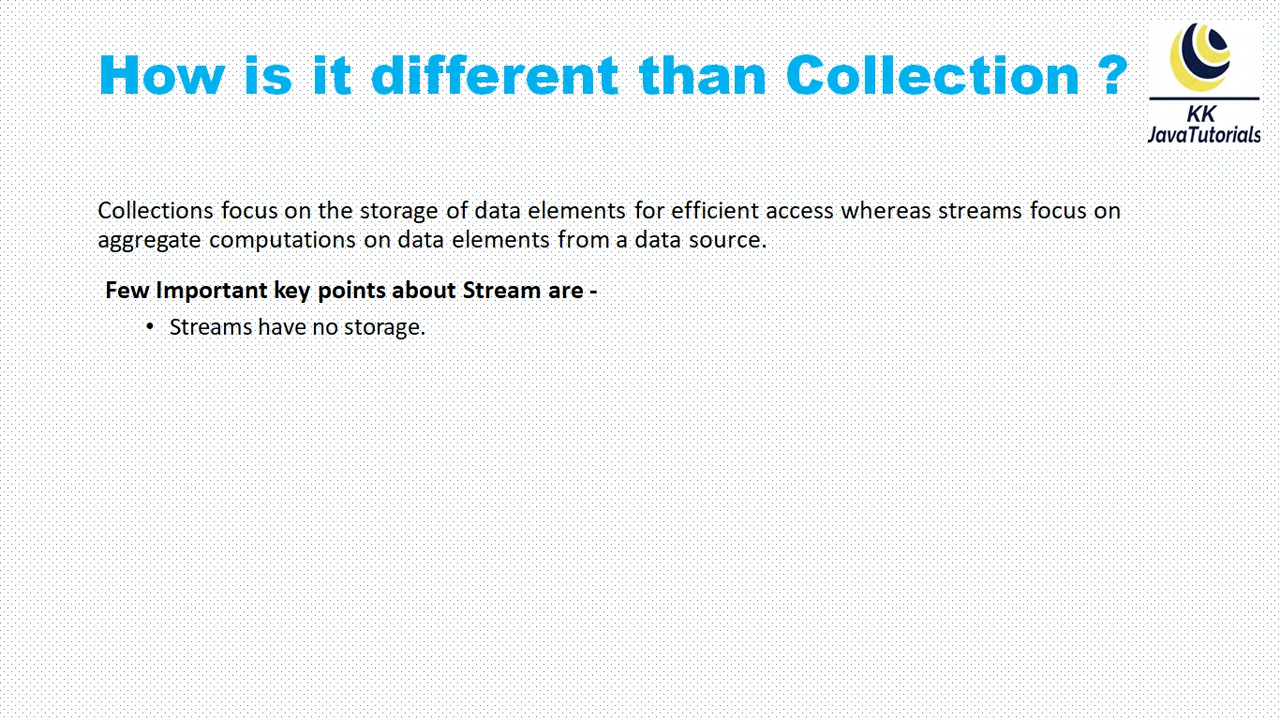 How is it different than Collection ?
KK
JavaTutorials
Collections focus on the storage of data elements for efficient access whereas streams focus on
aggregate computations on data elements from a data source.
Few Important key points about Stream are -
• Streams have no storage.